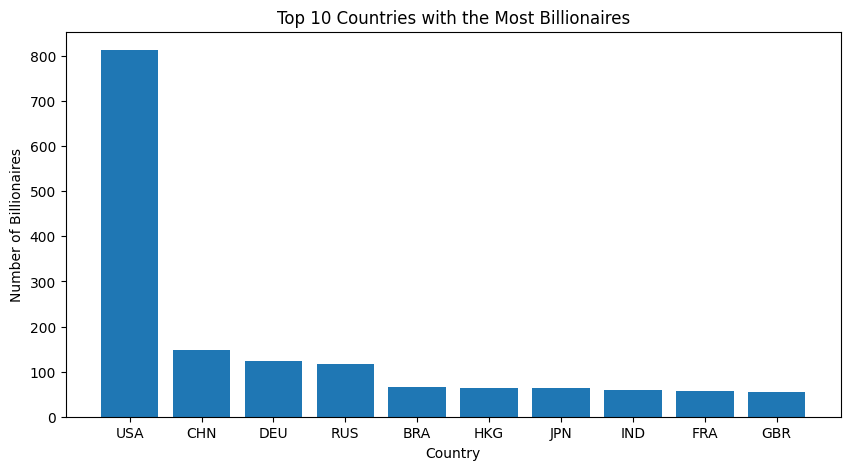 Top 10 Countries with the Most Billionaires
Number of Billionaires
800
700
600
500
400
300
200
100
0
USA CHN DEU RUS BRA HKG JPN IND FRA GBR
Country